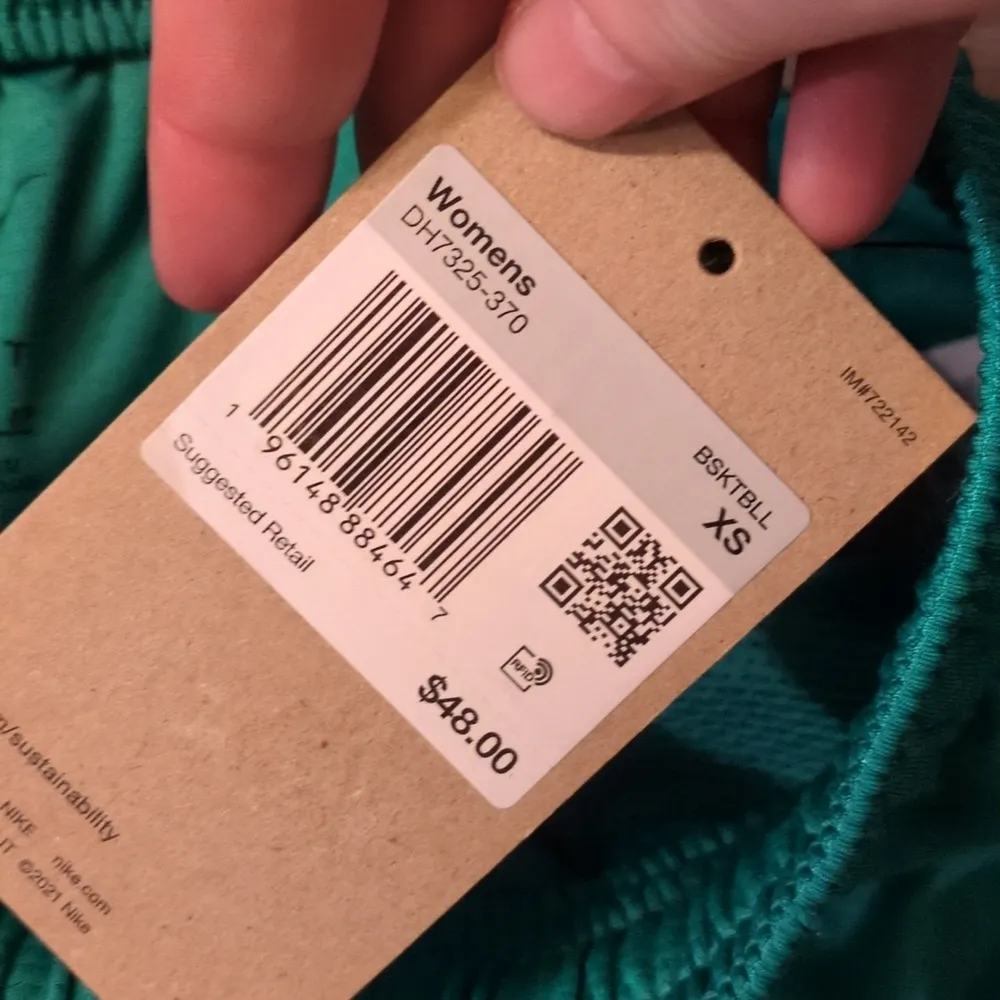 Womens
DH7325-370
BSKTBLL
XS
1 96148 88464 7
Suggested Retail
RFID
$48.00
IM#722142
/sustainability
NIKE nike.com
©2021 Nike